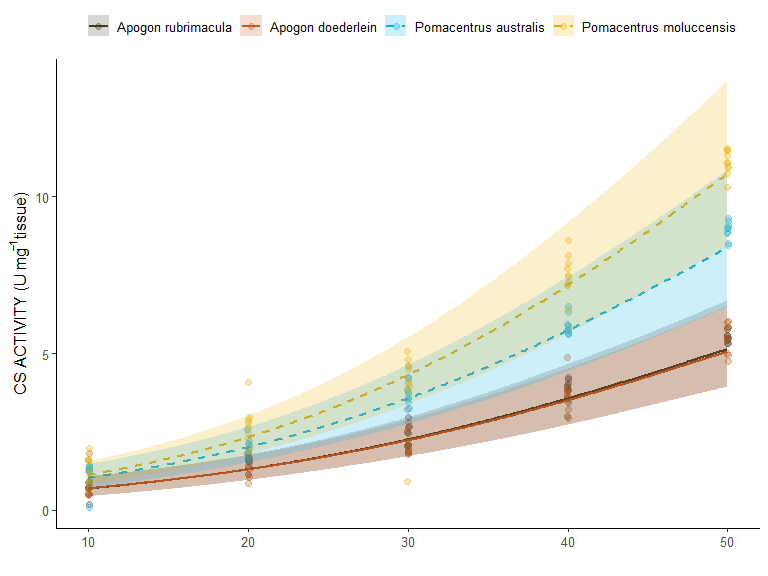 Apogon rubrimacula Apogon doederlein Pomacentrus australis Pomacentrus moluccensis
CS ACTIVITY (U mg⁻¹tissue)
10
5
0
10 20 30 40 50